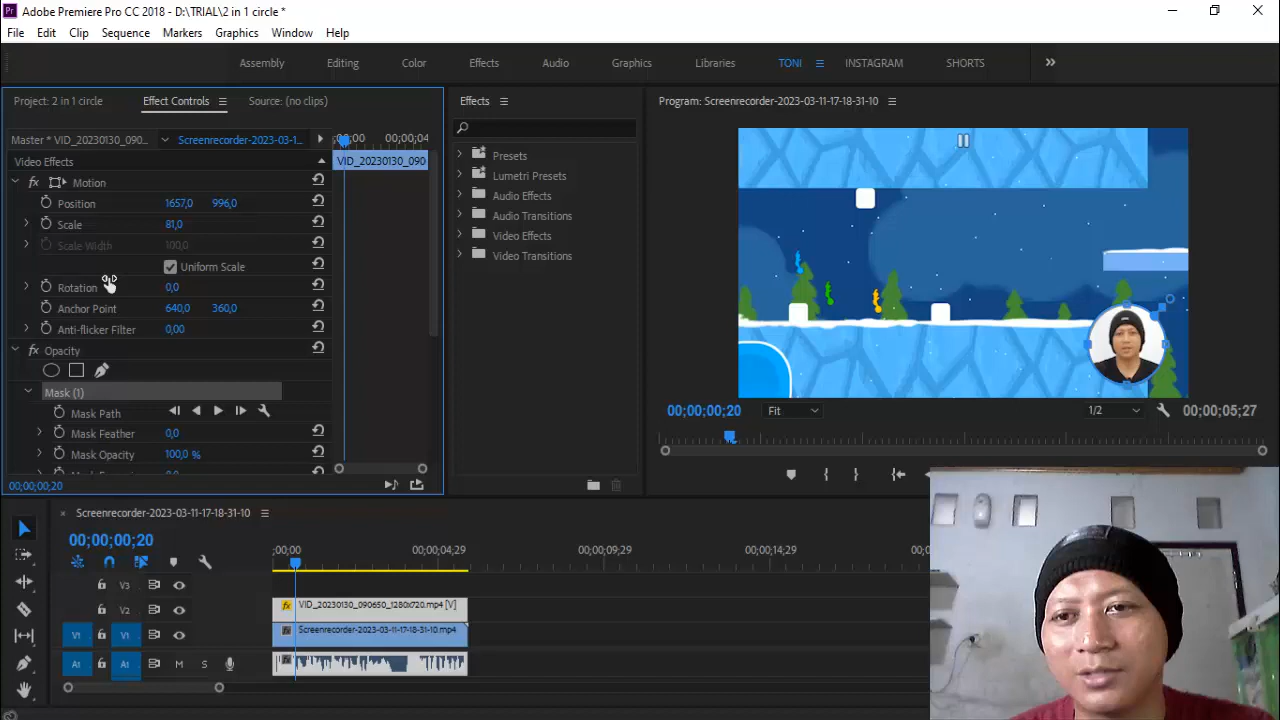 Adobe Premiere Pro CC 2018 - D:\TRIAL\2 in 1 circle *
File Edit Clip Sequence Markers Graphics Window Help
Assembly Editing Color Effects Audio Graphics Libraries TONI INSTAGRAM SHORTS
Project: 2 in 1 circle Effect Controls Source: (no clips)
Effects
Program: Screenrecorder-2023-03-11-17-18-31-10
Master * VID_20230130_090... Screenrecorder-2023-03-1... 00;00 00;00;04
Video Effects VID_20230130_090
fx Motion
Position 1657,0 996,0
Scale 81,0
Scale Width 100,0
Uniform Scale
Rotation 0,0
Anchor Point 640,0 360,0
Anti-flicker Filter 0,00
fx Opacity
Mask (1)
Mask Path
Mask Feather 0,0
Mask Opacity 100,0 %
00;00;00;20
Presets
Lumetri Presets
Audio Effects
Audio Transitions
Video Effects
Video Transitions
00;00;00;20 Fit 1/2 00;00;05;27
Screenrecorder-2023-03-11-17-18-31-10
00;00;00;20
;00;00 00;00;04;29 00;00;09;29 00;00;14;29
V3
V2 VID_20230130_090650_1280x720.mp4 [V]
V1 V1 Screenrecorder-2023-03-11-17-18-31-10.mp4
A1 A1 M S